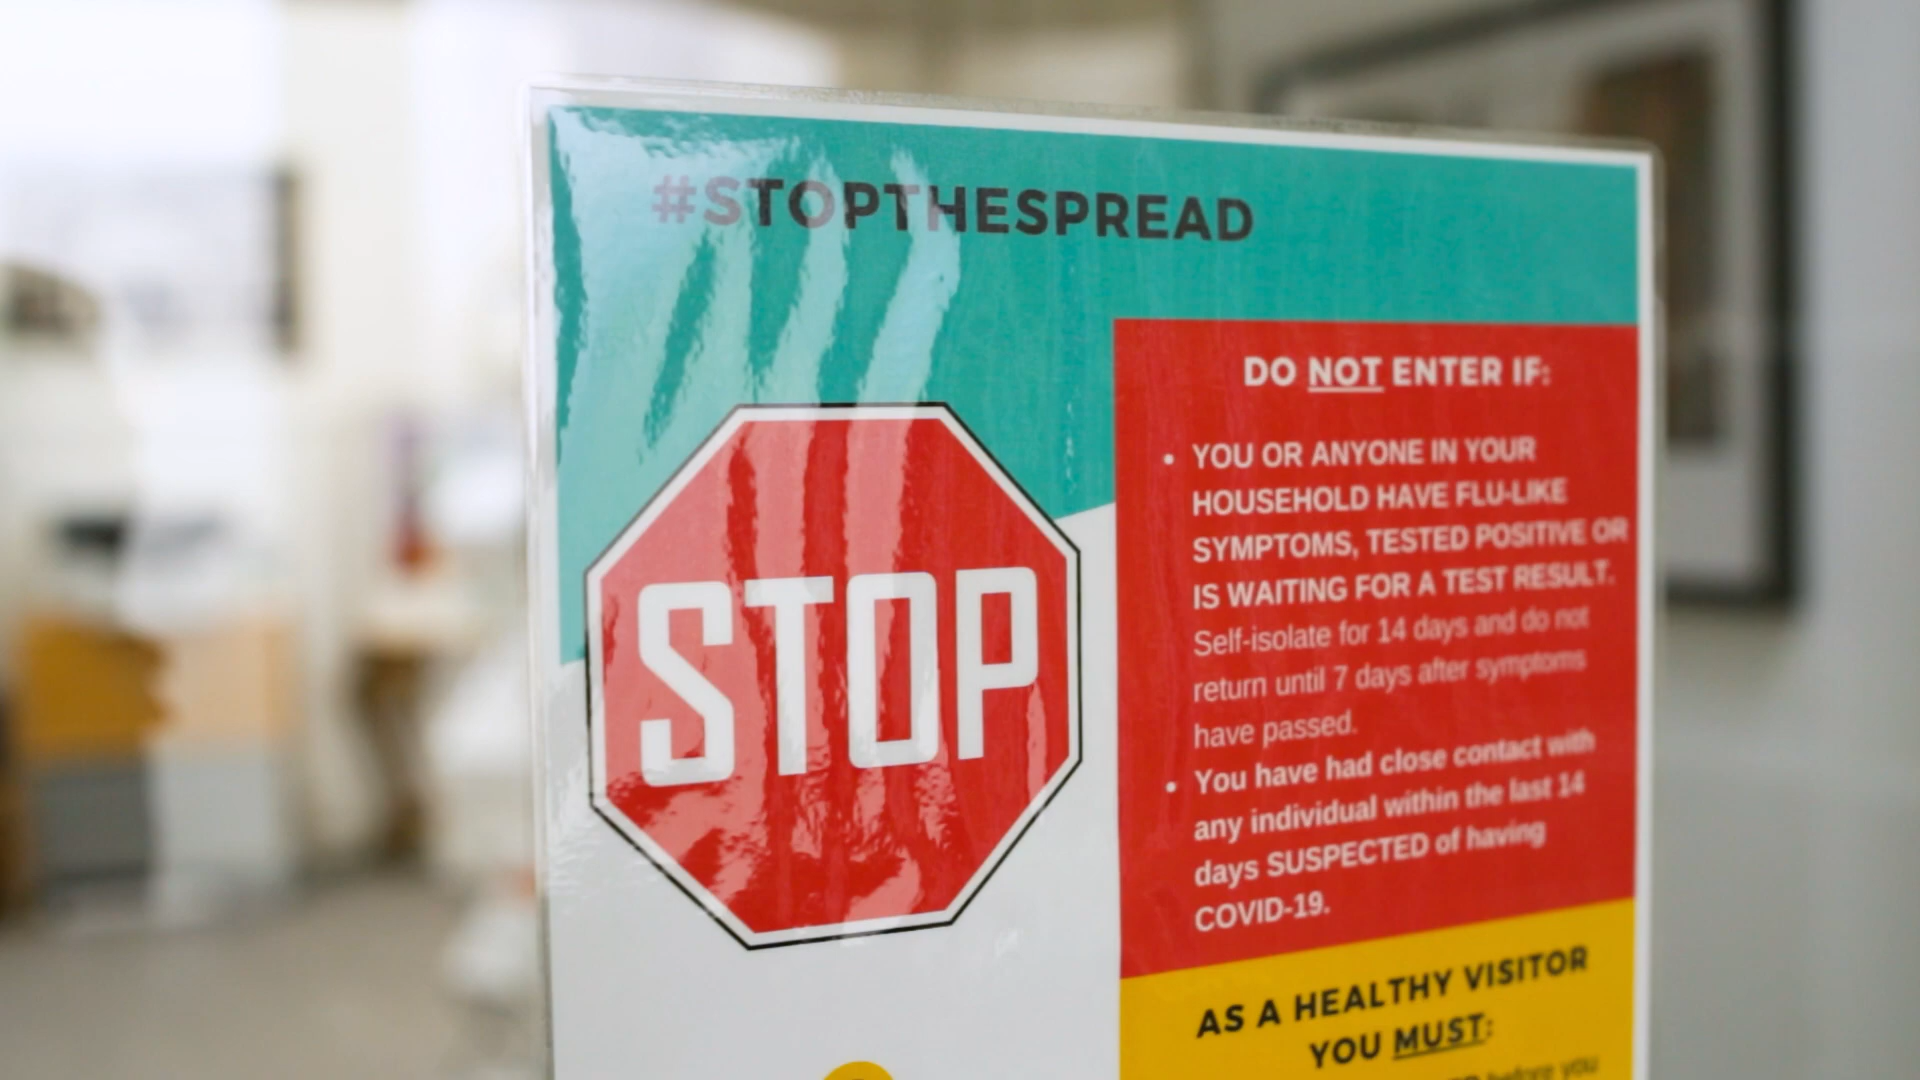 #STOPTHESPREAD
STOP
DO NOT ENTER IF:
• YOU OR ANYONE IN YOUR
HOUSEHOLD HAVE FLU-LIKE
SYMPTOMS, TESTED POSITIVE OR
IS WAITING FOR A TEST RESULT.
Self-isolate for 14 days and do not
return until 7 days after symptoms
have passed.
• You have had close contact with
any individual within the last 14
days SUSPECTED of having
COVID-19.
AS A HEALTHY VISITOR
YOU MUST:
before you